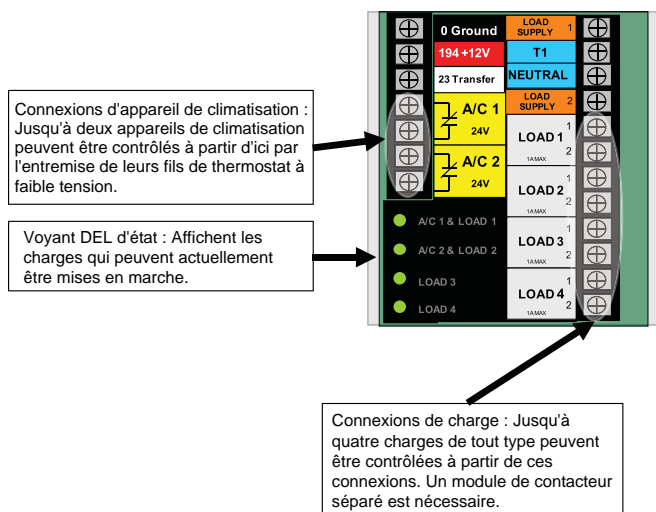 0 Ground
LOAD SUPPLY 1
194 +12V
T1
23 Transfer
NEUTRAL
LOAD SUPPLY 2
A/C 1
24V
LOAD 1
1
2
1A MAX
A/C 2
24V
LOAD 2
1
2
1A MAX
A/C 1 & LOAD 1
A/C 2 & LOAD 2
LOAD 3
1
2
1A MAX
LOAD 3
LOAD 4
LOAD 4
1
2
1A MAX
Connexions d'appareil de climatisation :
Jusqu'à deux appareils de climatisation
peuvent être contrôlés à partir d'ici par
l'entremise de leurs fils de thermostat à
faible tension.
Voyant DEL d'état : Affichent les
charges qui peuvent actuellement
être mises en marche.
Connexions de charge : Jusqu'à
quatre charges de tout type peuvent
être contrôlées à partir de ces
connexions. Un module de contacteur
séparé est nécessaire.